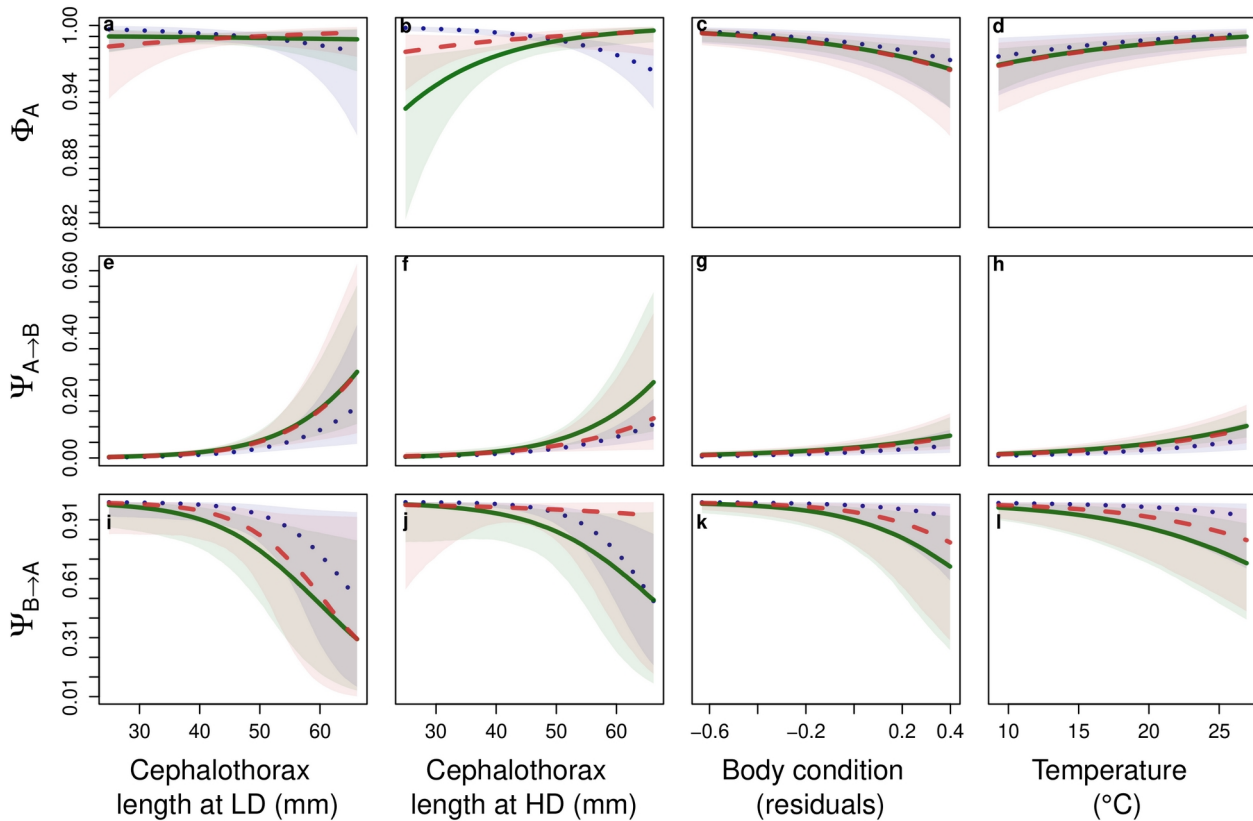 a b c d
Φ_A
1.00
0.94
0.88
0.82
e f g h
Ψ_A→B
0.60
0.40
0.20
0.00
i j k l
Ψ_B→A
0.91
0.61
0.31
0.01
30 40 50 60 30 40 50 60 −0.6 −0.2 0.2 0.4 10 15 20 25
Cephalothorax
length at LD (mm)
Cephalothorax
length at HD (mm)
Body condition
(residuals)
Temperature
(°C)